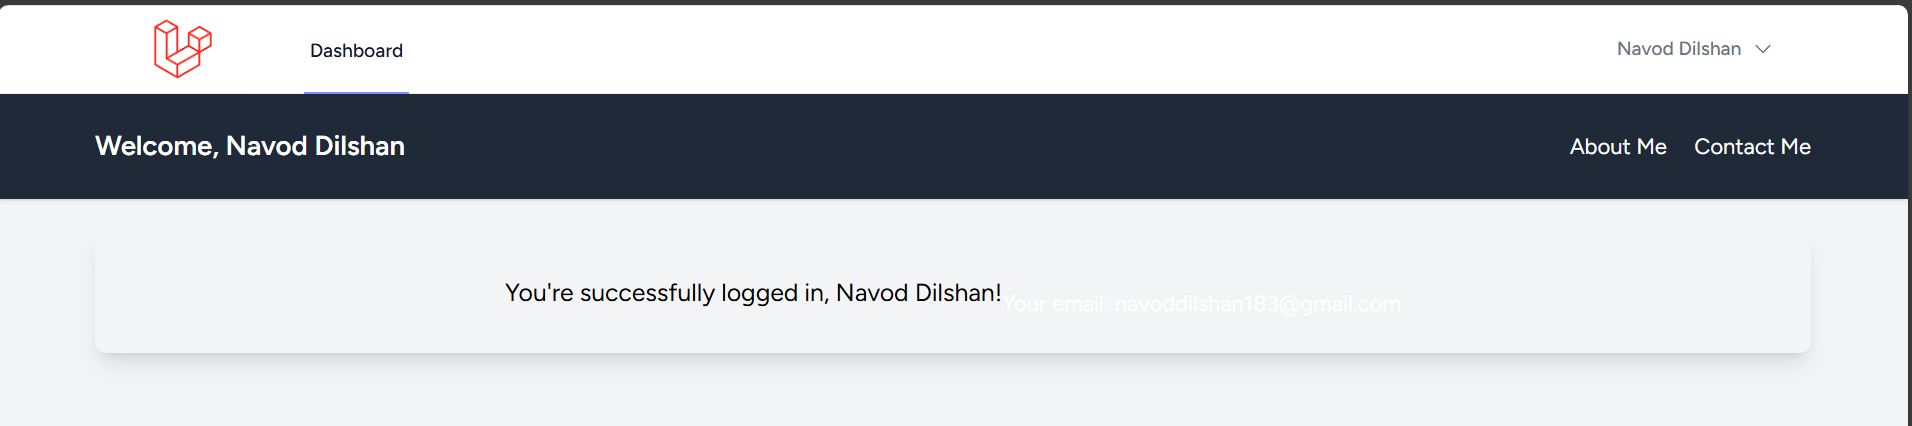 Dashboard
Navod Dilshan
Welcome, Navod Dilshan
About Me
Contact Me
You're successfully logged in, Navod Dilshan!
Your email: navoddilshan183@gmail.com